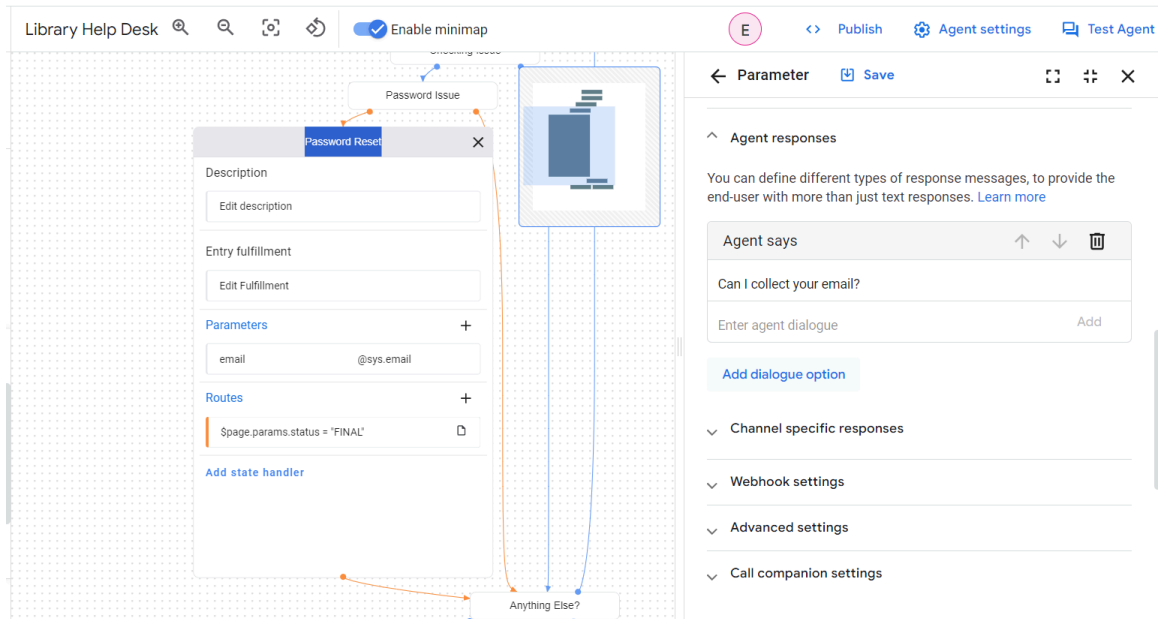 Library Help Desk
Enable minimap
E
Publish
Agent settings
Test Agent
Checking Issue
Password Issue
Password Reset
Description
Edit description
Entry fulfillment
Edit Fulfillment
Parameters
email @sys.email
Routes
$page.params.status = "FINAL"
Add state handler
Anything Else?
Parameter
Save
Agent responses
You can define different types of response messages, to provide the
end-user with more than just text responses. Learn more
Agent says
Can I collect your email?
Enter agent dialogue Add
Add dialogue option
Channel specific responses
Webhook settings
Advanced settings
Call companion settings